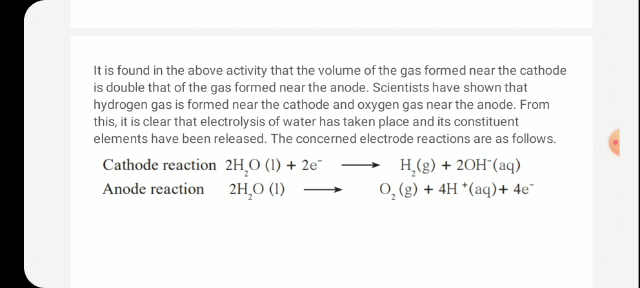 It is found in the above activity that the volume of the gas formed near the cathode
is double that of the gas formed near the anode. Scientists have shown that
hydrogen gas is formed near the cathode and oxygen gas near the anode. From
this, it is clear that electrolysis of water has taken place and its constituent
elements have been released. The concerned electrode reactions are as follows.
Cathode reaction 2H₂O (l) + 2e⁻ ⟶ H₂(g) + 2OH⁻(aq)
Anode reaction 2H₂O (l) ⟶ O₂ (g) + 4H ⁺(aq)+ 4e⁻